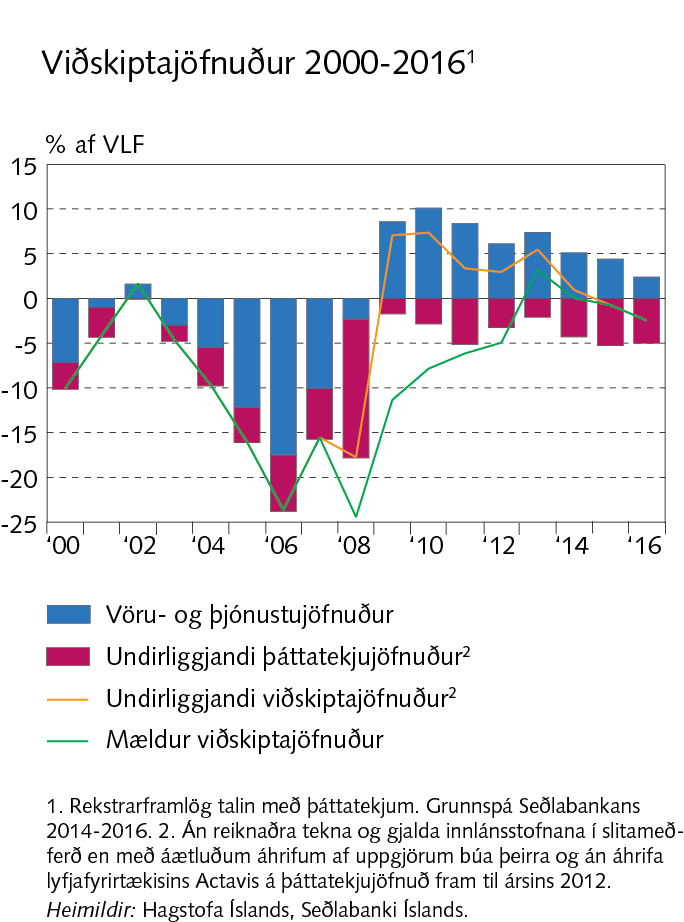 Viðskiptajöfnuður 2000-2016¹
% af VLF
15
10
5
0
-5
-10
-15
-20
-25
‘00 ‘02 ‘04 ‘06 ‘08 ‘10 ‘12 ‘14 ‘16
Vöru- og þjónustujöfnuður
Undirliggjandi þáttatekjujöfnuður²
Undirliggjandi viðskiptajöfnuður²
Mældur viðskiptajöfnuður
1. Rekstrarframlög talin með þáttatekjum. Grunnspá Seðlabankans
2014-2016. 2. Án reiknaðra tekna og gjalda innlánsstofnana í slitameð-
ferð en með áætluðum áhrifum af uppgjörum búa þeirra og án áhrifa
lyfjafyrirtækisins Actavis á þáttatekjujöfnuð fram til ársins 2012.
Heimildir: Hagstofa Íslands, Seðlabanki Íslands.